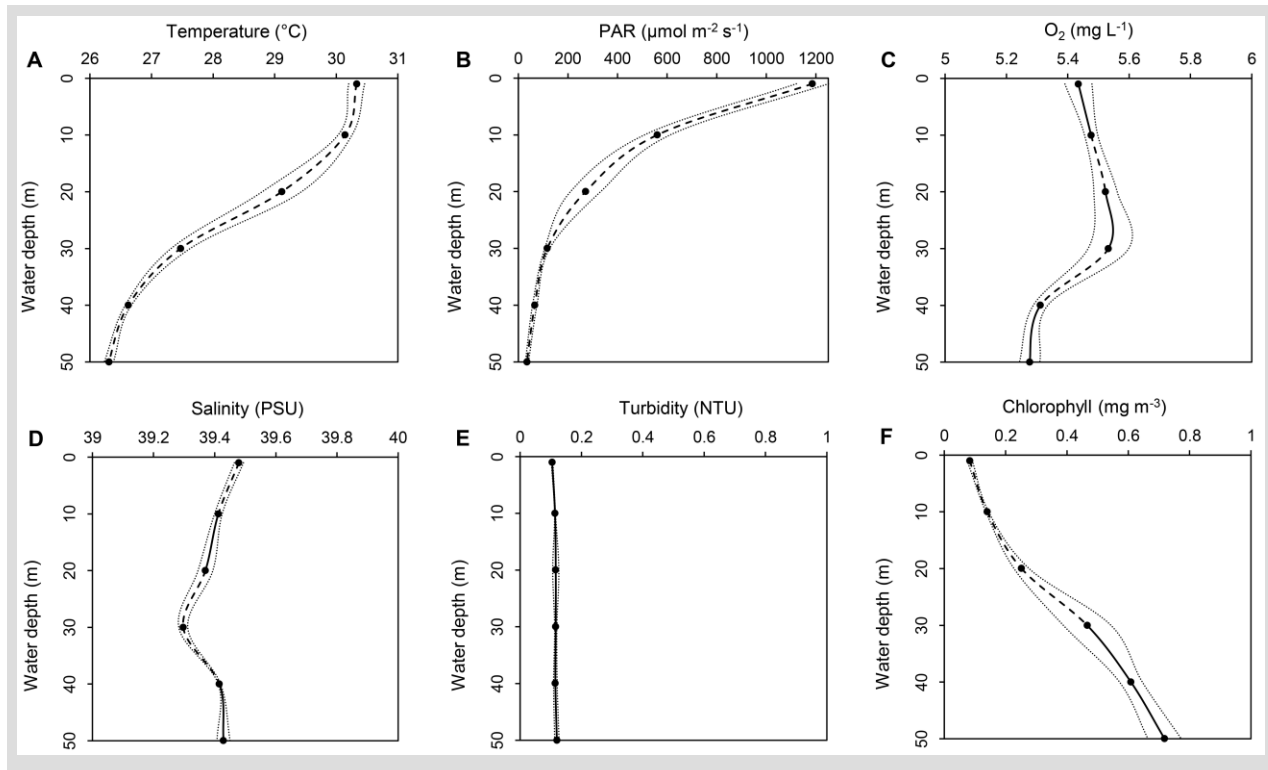 Temperature (°C)
A 26 27 28 29 30 31
0
10
20
30
40
50
Water depth (m)
PAR (µmol m⁻² s⁻¹)
B 0 200 400 600 800 1000 1200
0
10
20
30
40
50
Water depth (m)
O₂ (mg L⁻¹)
C 5 5.2 5.4 5.6 5.8 6
0
10
20
30
40
50
Water depth (m)
Salinity (PSU)
D 39 39.2 39.4 39.6 39.8 40
0
10
20
30
40
50
Water depth (m)
Turbidity (NTU)
E 0 0.2 0.4 0.6 0.8 1
0
10
20
30
40
50
Water depth (m)
Chlorophyll (mg m⁻³)
F 0 0.2 0.4 0.6 0.8 1
0
10
20
30
40
50
Water depth (m)